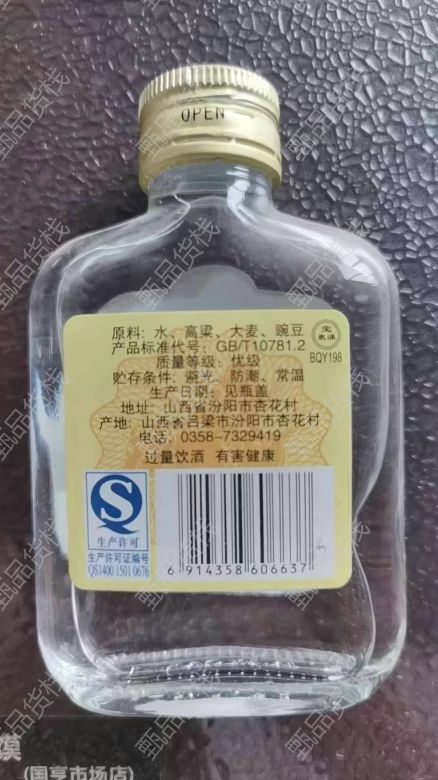 OPEN →
原料：水、高粱、大麦、豌豆
产品标准代号：GB/T10781.2
质量等级：优级
贮存条件：避光、防潮、常温
生产日期：见瓶盖
地址：山西省汾阳市杏花村
产地：山西省吕梁市汾阳市杏花村
电话：0358-7329419
过量饮酒 有害健康
宝泉涌
BQY198
生产许可
生产许可证编号
QS1400 1501 0676
6 914358 606637
甄品货栈
(国亨市场店)